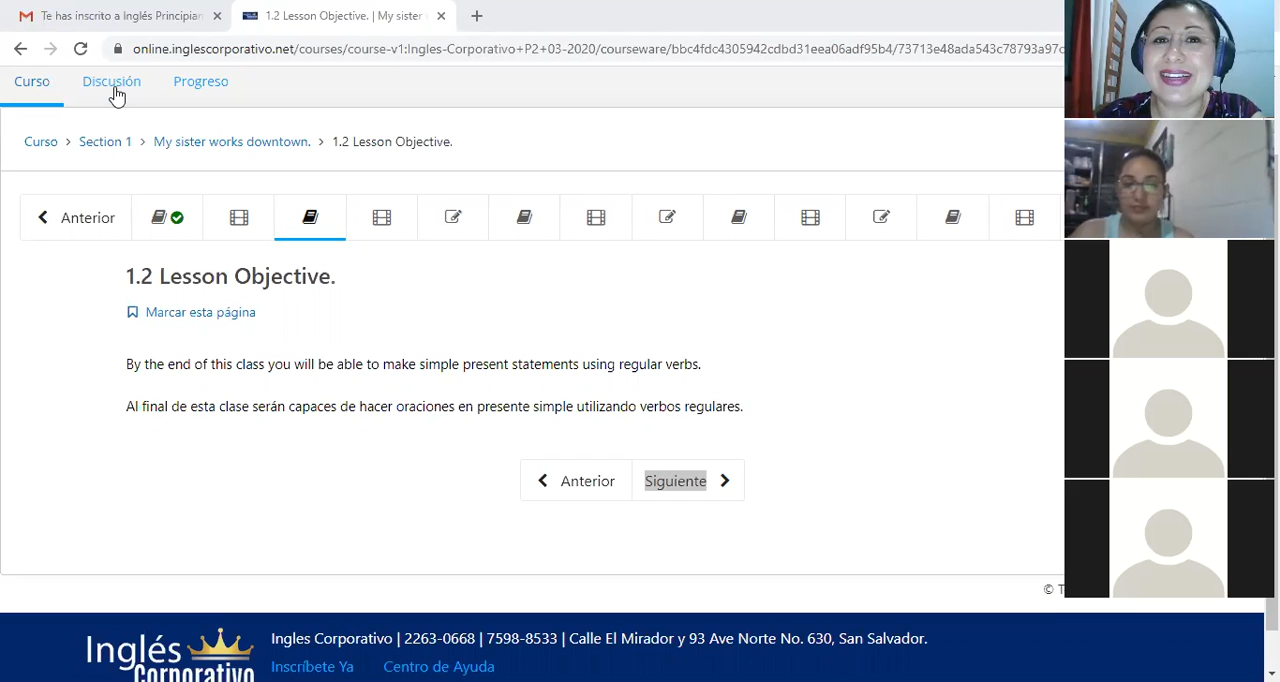 Te has inscrito a Inglés Principian
1.2 Lesson Objective. | My sister
online.inglescorporativo.net/courses/course-v1:Ingles-Corporativo+P2+03-2020/courseware/bbc4fdc4305942cdbd31eea06adf95b4/73713e48ada543c78793a97c
Curso Discusión Progreso
Curso > Section 1 > My sister works downtown. > 1.2 Lesson Objective.
Anterior
1.2 Lesson Objective.
Marcar esta página
By the end of this class you will be able to make simple present statements using regular verbs.
Al final de esta clase serán capaces de hacer oraciones en presente simple utilizando verbos regulares.
Anterior Siguiente
©
Inglés Corporativo
Ingles Corporativo | 2263-0668 | 7598-8533 | Calle El Mirador y 93 Ave Norte No. 630, San Salvador.
Inscríbete Ya Centro de Ayuda